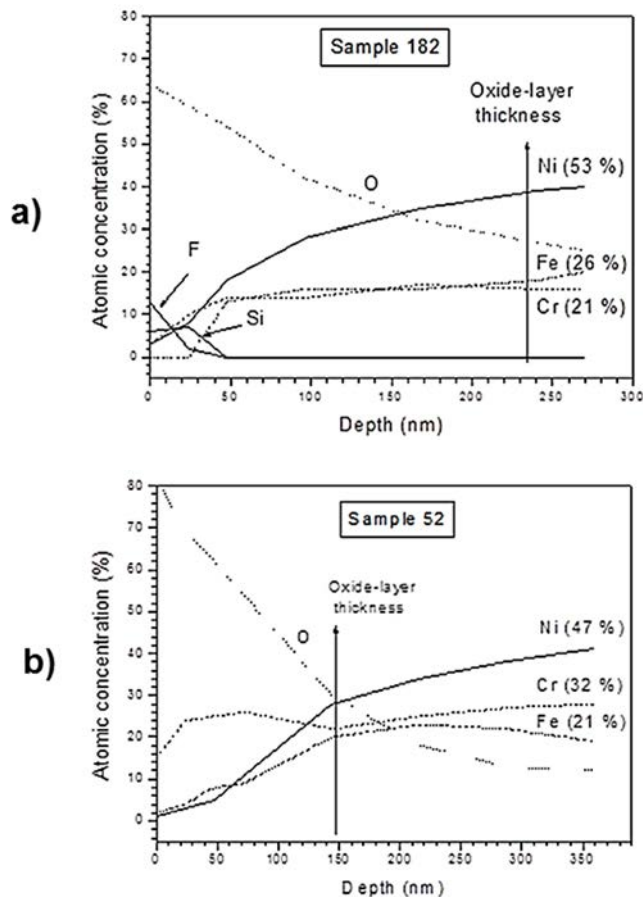 a)
Sample 182
Oxide-layer
thickness
Ni (53 %)
O
F
Fe (26 %)
Cr (21 %)
Si
Atomic concentration (%)
80
70
60
50
40
30
20
10
0
0 50 100 150 200 250 300
Depth (nm)
b)
Sample 52
Oxide-layer
thickness
O
Ni (47 %)
Cr (32 %)
Fe (21 %)
Atomic concentration (%)
80
70
60
50
40
30
20
10
0
0 50 100 150 200 250 300 350
Depth (nm)